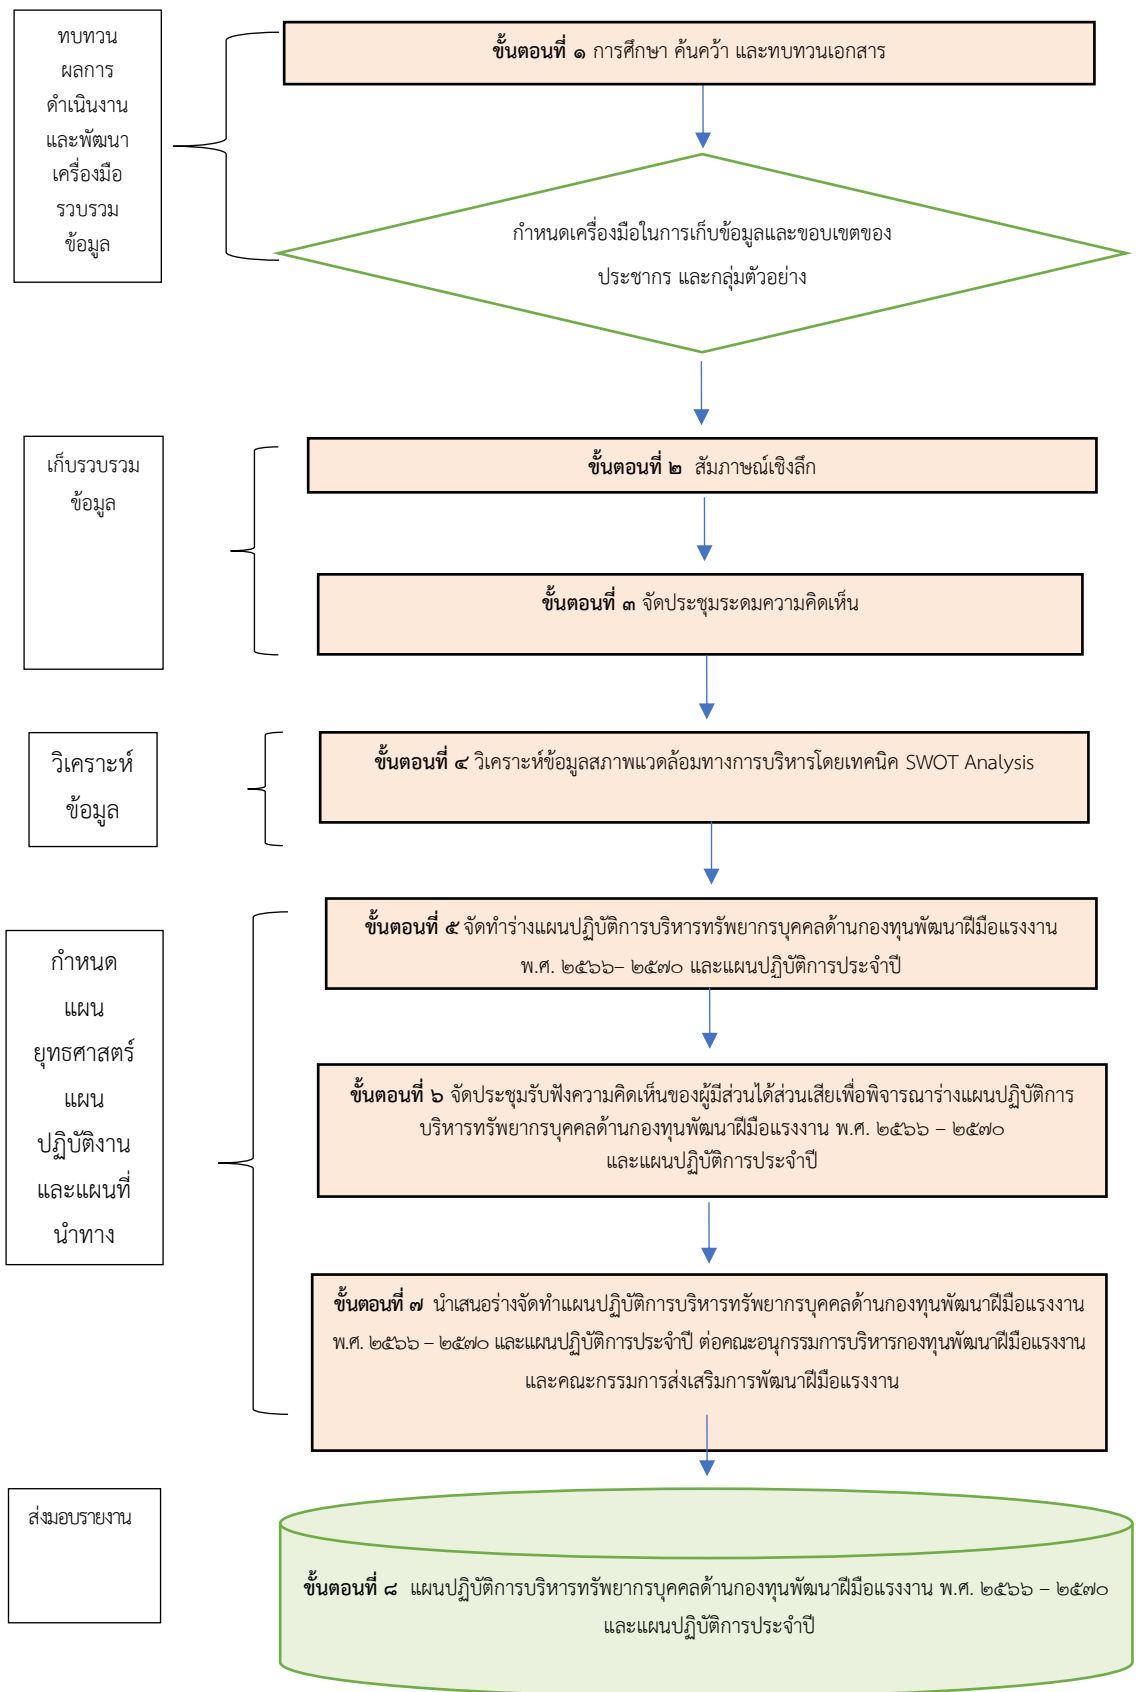 ทบทวน
ผลการ
ดำเนินงาน
และพัฒนา
เครื่องมือ
รวบรวม
ข้อมูล
ขั้นตอนที่ ๑ การศึกษา ค้นคว้า และทบทวนเอกสาร
กำหนดเครื่องมือในการเก็บข้อมูลและขอบเขตของ
ประชากร และกลุ่มตัวอย่าง
เก็บรวบรวม
ข้อมูล
ขั้นตอนที่ ๒ สัมภาษณ์เชิงลึก
ขั้นตอนที่ ๓ จัดประชุมระดมความคิดเห็น
วิเคราะห์
ข้อมูล
ขั้นตอนที่ ๔ วิเคราะห์ข้อมูลสภาพแวดล้อมทางการบริหารโดยเทคนิค SWOT Analysis
กำหนด
แผน
ยุทธศาสตร์
แผน
ปฏิบัติงาน
และแผนที่
นำทาง
ขั้นตอนที่ ๕ จัดทำร่างแผนปฏิบัติการบริหารทรัพยากรบุคคลด้านกองทุนพัฒนาฝีมือแรงงาน
พ.ศ. ๒๕๖๖– ๒๕๗๐ และแผนปฏิบัติการประจำปี
ขั้นตอนที่ ๖ จัดประชุมรับฟังความคิดเห็นของผู้มีส่วนได้ส่วนเสียเพื่อพิจารณาร่างแผนปฏิบัติการ
บริหารทรัพยากรบุคคลด้านกองทุนพัฒนาฝีมือแรงงาน พ.ศ. ๒๕๖๖ – ๒๕๗๐
และแผนปฏิบัติการประจำปี
ขั้นตอนที่ ๗ นำเสนอร่างจัดทำแผนปฏิบัติการบริหารทรัพยากรบุคคลด้านกองทุนพัฒนาฝีมือแรงงาน
พ.ศ. ๒๕๖๖ – ๒๕๗๐ และแผนปฏิบัติการประจำปี ต่อคณะอนุกรรมการบริหารกองทุนพัฒนาฝีมือแรงงาน
และคณะกรรมการส่งเสริมการพัฒนาฝีมือแรงงาน
ส่งมอบรายงาน
ขั้นตอนที่ ๘ แผนปฏิบัติการบริหารทรัพยากรบุคคลด้านกองทุนพัฒนาฝีมือแรงงาน พ.ศ. ๒๕๖๖ – ๒๕๗๐
และแผนปฏิบัติการประจำปี